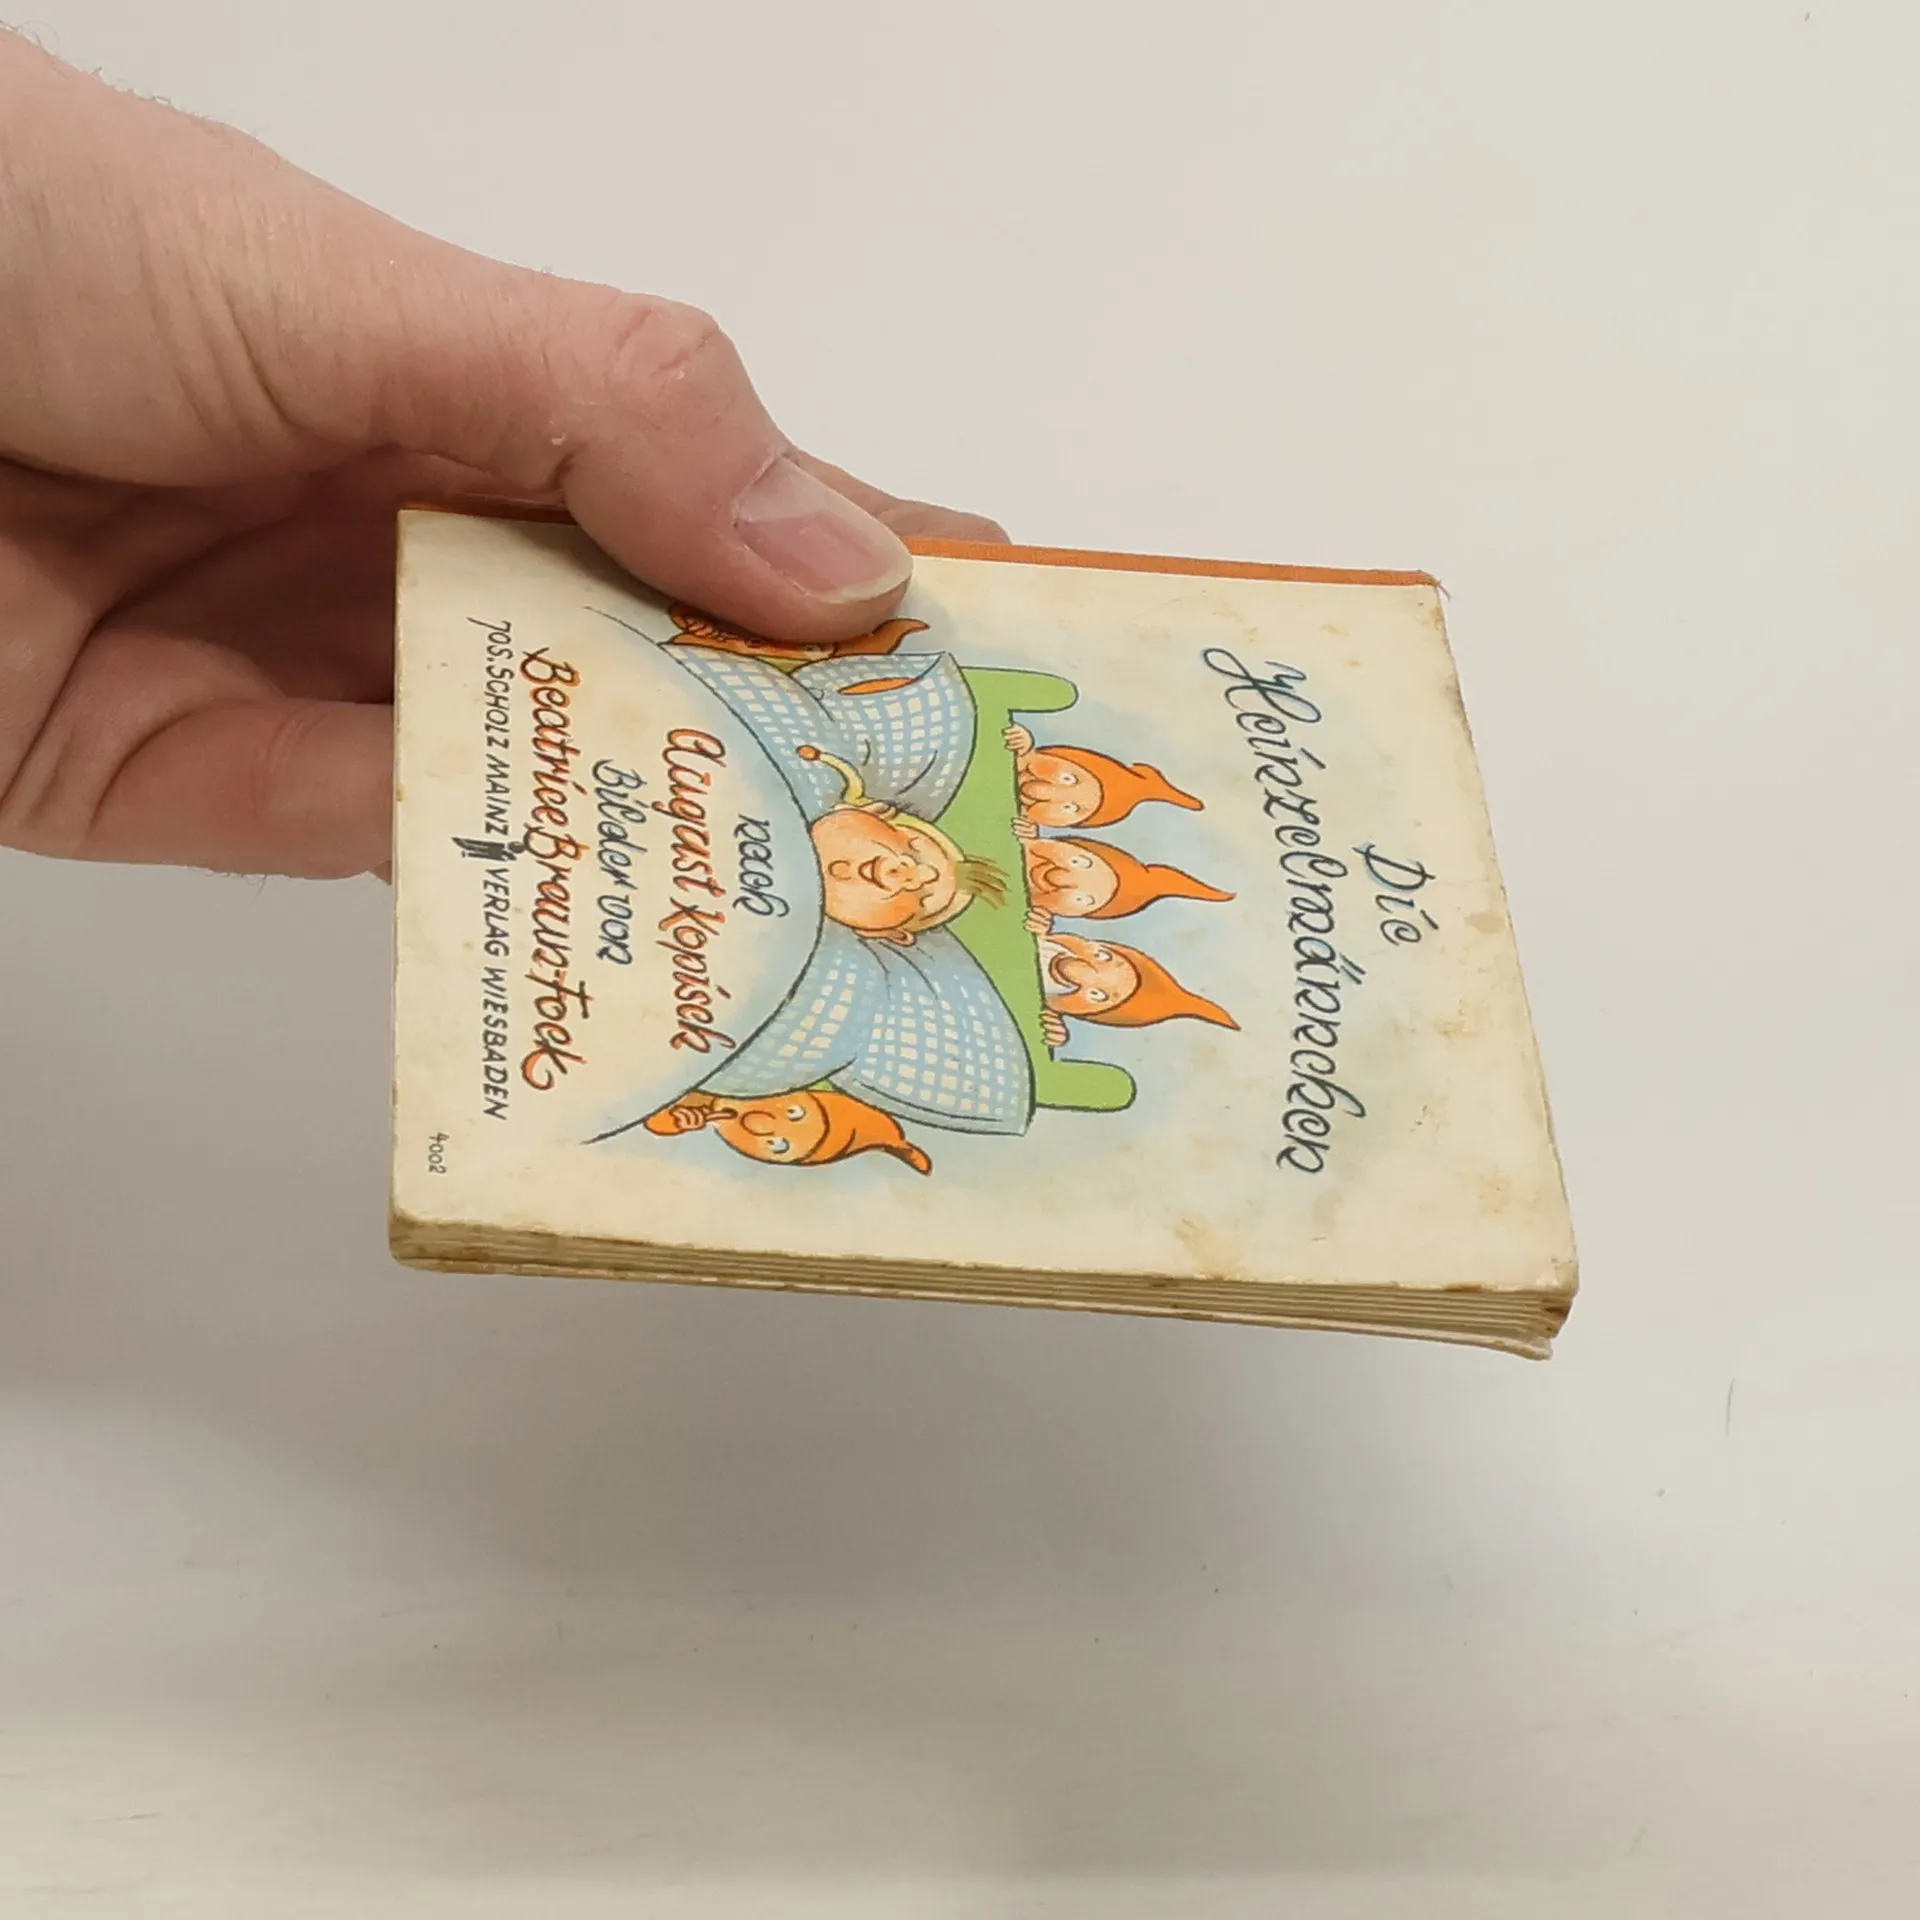 Die
Heinzelmännchen
nach
August Kopisch
Bilder von
Beatrice Braun-Fock
JOS. SCHOLZ MAINZ VERLAG WIESBADEN
4002